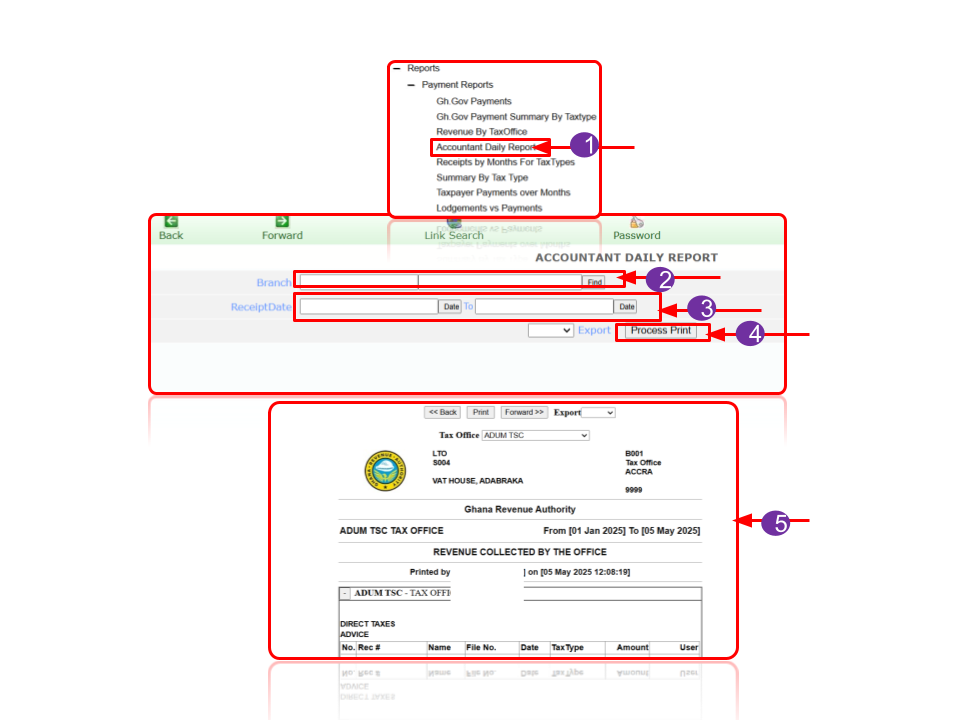 Reports
Payment Reports
Gh.Gov Payments
Gh.Gov Payment Summary By Taxtype
Revenue By TaxOffice
Accountant Daily Report
1
Receipts by Months For TaxTypes
Summary By Tax Type
Taxpayer Payments over Months
Lodgements vs Payments
Back Forward Link Search Password
ACCOUNTANT DAILY REPORT
Branch Find 2
ReceiptDate Date To Date 3
Export Process Print 4
<< Back Print Forward >> Export
Tax Office ADUM TSC
GHANA REVENUE AUTHORITY
LTO B001
S004 Tax Office
ACCRA
VAT HOUSE, ADABRAKA
9999
Ghana Revenue Authority
5
ADUM TSC TAX OFFICE From [01 Jan 2025] To [05 May 2025]
REVENUE COLLECTED BY THE OFFICE
Printed by ] on [05 May 2025 12:08:19]
- ADUM TSC - TAX OFFI
DIRECT TAXES
ADVICE
No. Rec # Name File No. Date TaxType Amount User